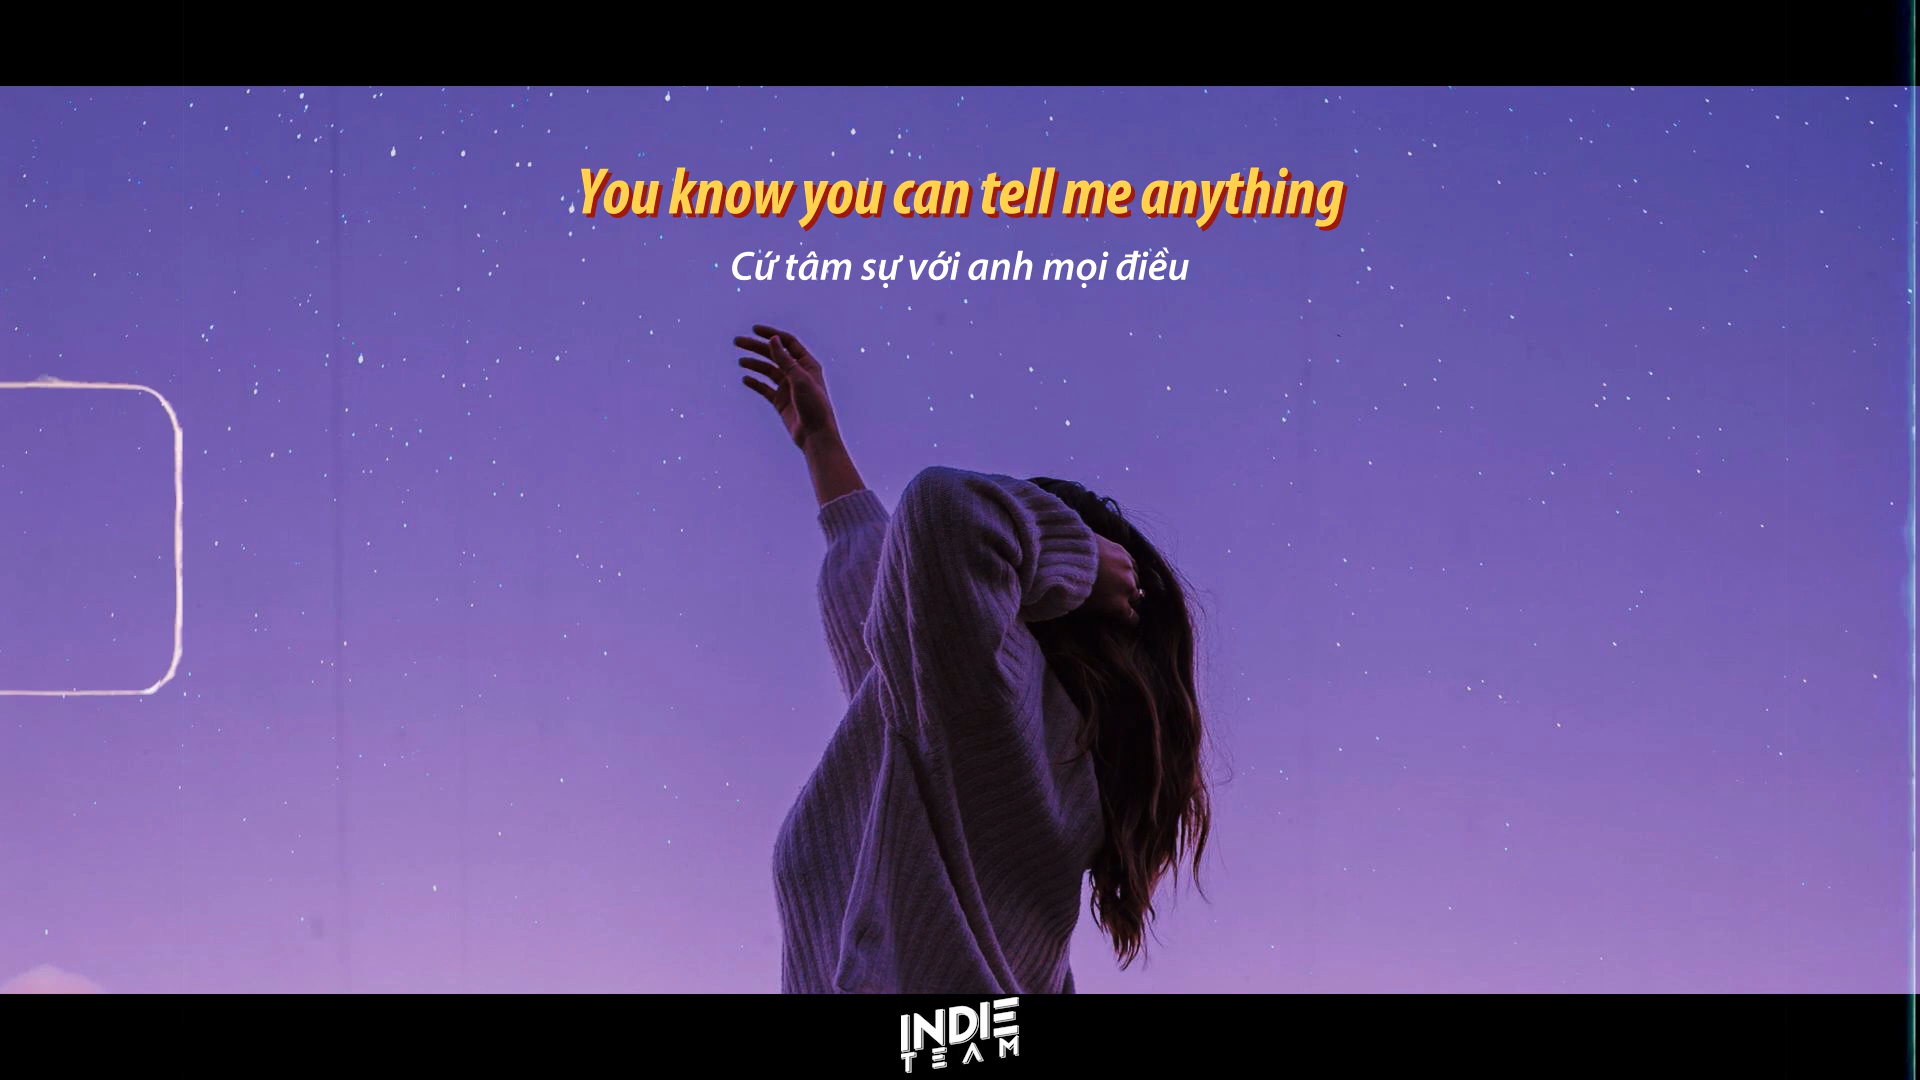 You know you can tell me anything
Cứ tâm sự với anh mọi điều
INDIE
TEAM